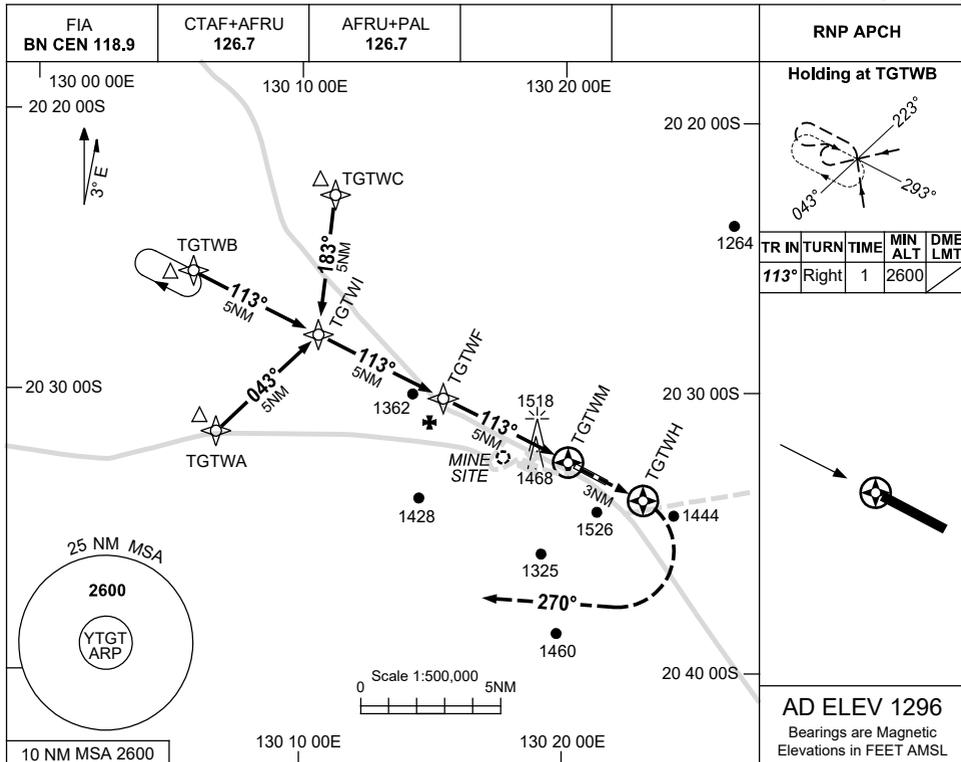 FIA
BN CEN 118.9
CTAF+AFRU
126.7
AFRU+PAL
126.7
RNP APCH
130 00 00E
130 10 00E
130 20 00E
20 20 00S
20 20 00S
3° E
TGTWC
183°
5NM
TGTWB
113°
5NM
TGTWI
113°
5NM
TGTWF
043°
5NM
TGTWA
20 30 00S
20 30 00S
1362
113°
5NM
1518
1468
TGTWM
MINE
SITE
3NM
TGTWH
1264
1428
1526
1444
1325
270°
1460
25 NM MSA
2600
YTGT
ARP
10 NM MSA 2600
Scale 1:500,000
0
5NM
20 40 00S
130 10 00E
130 20 00E
Holding at TGTWB
223°
043°
293°
TR IN TURN TIME MIN ALT DME LMT
113° Right 1 2600
AD ELEV 1296
Bearings are Magnetic
Elevations in FEET AMSL